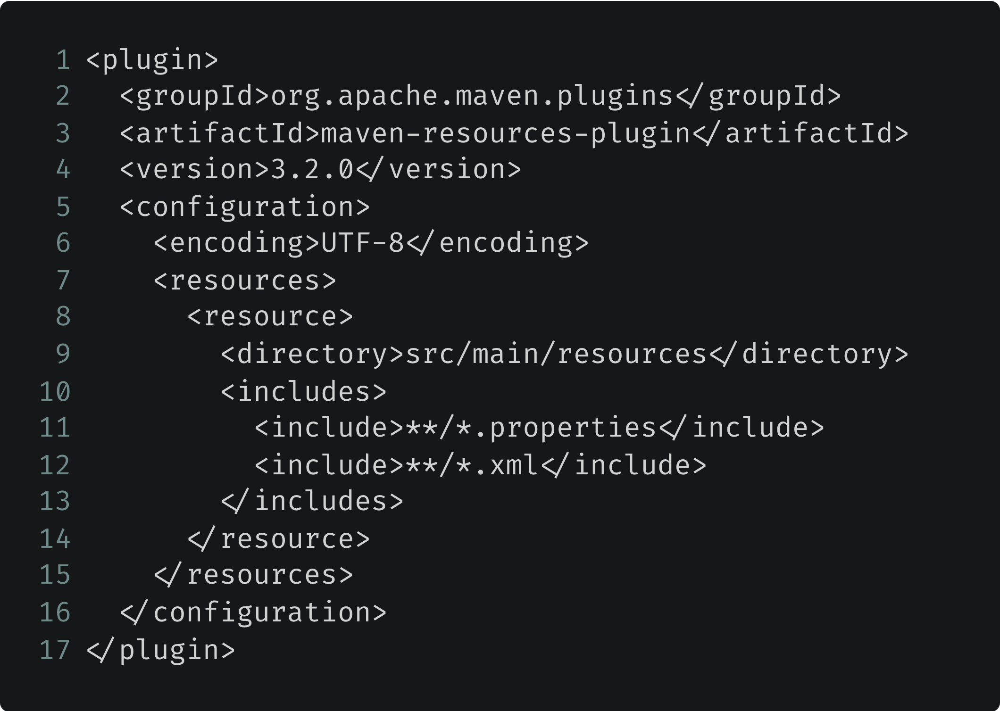 1 <plugin>
2   <groupId>org.apache.maven.plugins</groupId>
3   <artifactId>maven-resources-plugin</artifactId>
4   <version>3.2.0</version>
5   <configuration>
6     <encoding>UTF-8</encoding>
7     <resources>
8       <resource>
9         <directory>src/main/resources</directory>
10         <includes>
11           <include>**/*.properties</include>
12           <include>**/*.xml</include>
13         </includes>
14       </resource>
15     </resources>
16   </configuration>
17 </plugin>